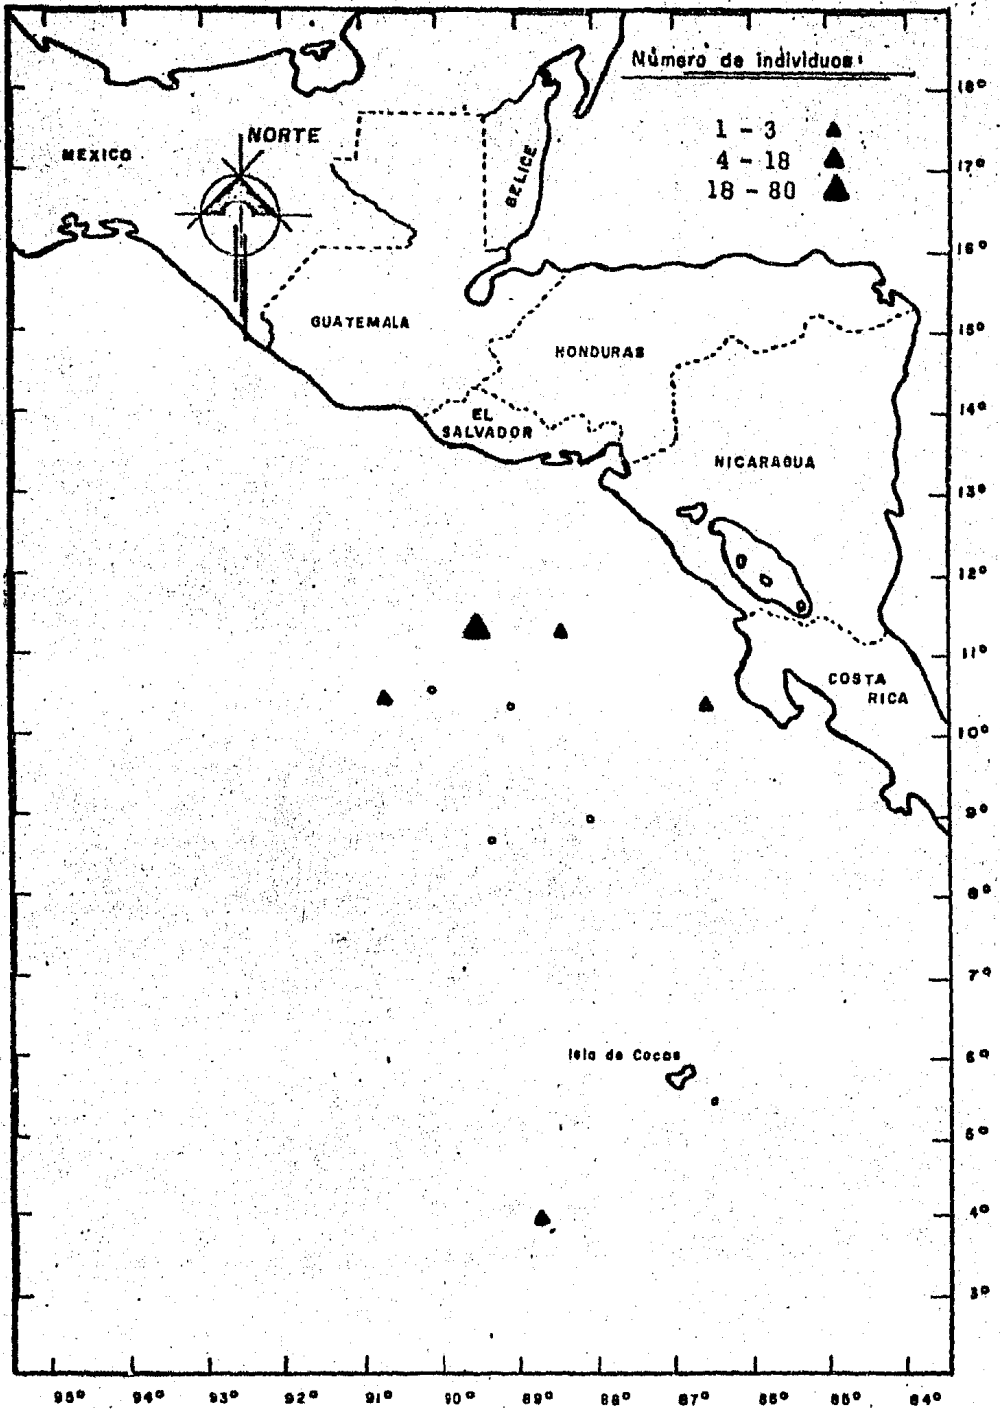 Número de individuos:
1 - 3
4 - 18
18 - 80
NORTE
MEXICO
BELICE
GUATEMALA
HONDURAS
EL
SALVADOR
NICARAGUA
COSTA
RICA
Isla de Cocos
18°
17°
16°
15°
14°
13°
12°
11°
10°
9°
8°
7°
6°
5°
4°
3°
95° 94° 93° 92° 91° 90° 89° 88° 87° 86° 85° 84°